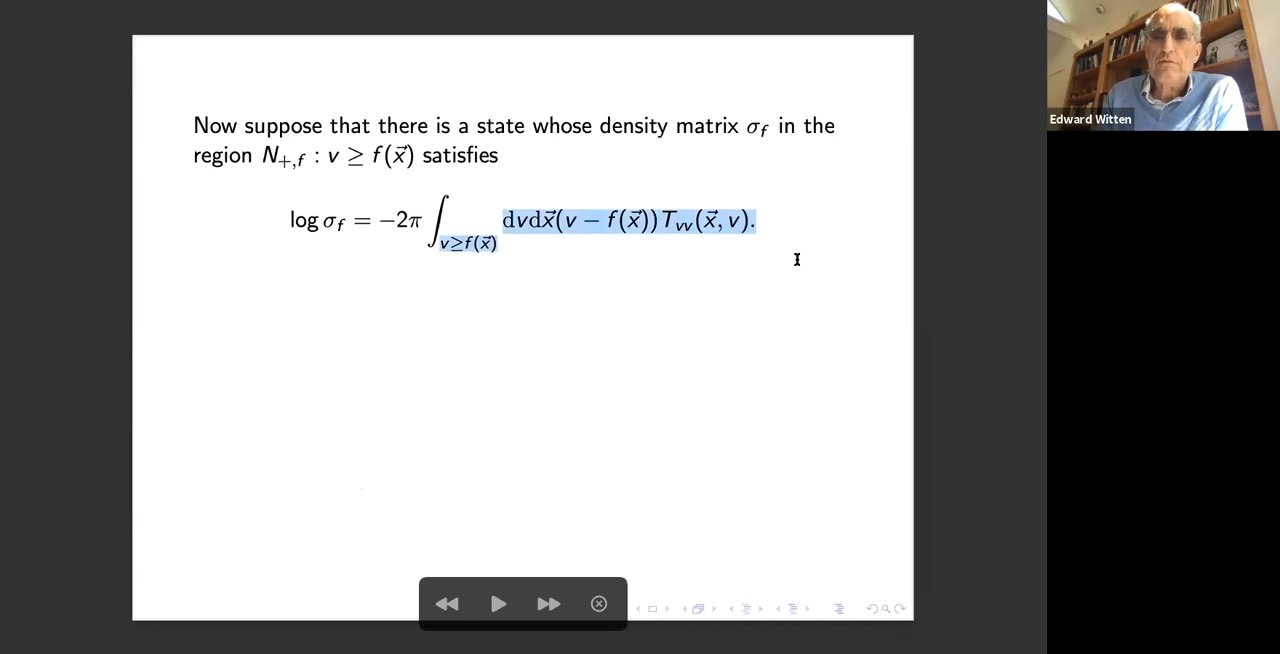 Now suppose that there is a state whose density matrix σ_f in the
region N_{+,f} : v ≥ f(x⃗) satisfies
log σ_f = −2π ∫_{v≥f(x⃗)} dvdx⃗(v − f(x⃗))T_{vv}(x⃗, v).
Edward Witten